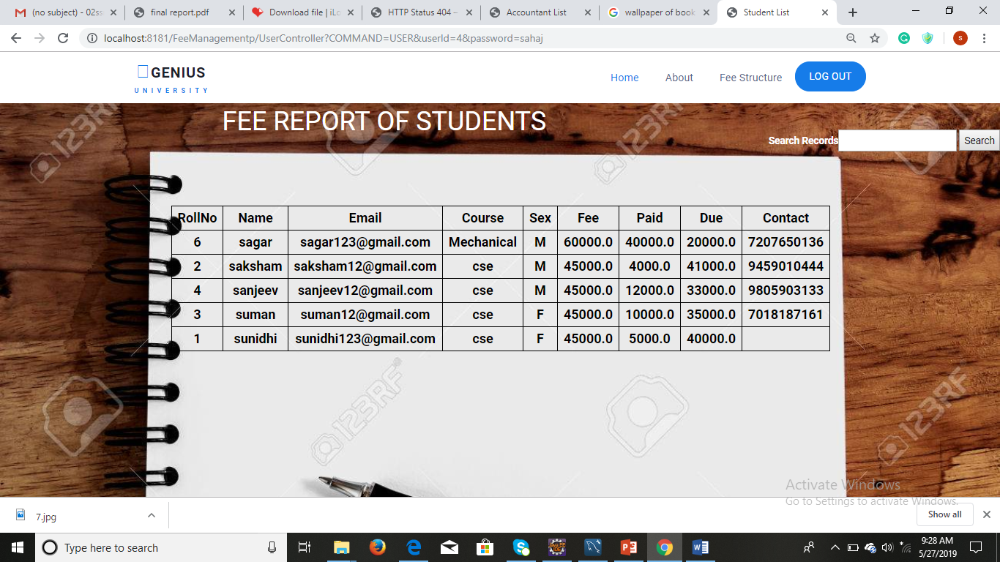 (no subject) - 02ss
final report.pdf
Download file | iLo
HTTP Status 404 –
Accountant List
wallpaper of book
Student List
localhost:8181/FeeManagementp/UserController?COMMAND=USER&userId=4&password=sahaj
s
GENIUS
UNIVERSITY
Home About Fee Structure LOG OUT
FEE REPORT OF STUDENTS
Search Records Search
RollNo Name Email Course Sex Fee Paid Due Contact
6 sagar sagar123@gmail.com Mechanical M 60000.0 40000.0 20000.0 7207650136
2 saksham saksham12@gmail.com cse M 45000.0 4000.0 41000.0 9459010444
4 sanjeev sanjeev12@gmail.com cse M 45000.0 12000.0 33000.0 9805903133
3 suman suman12@gmail.com cse F 45000.0 10000.0 35000.0 7018187161
1 sunidhi sunidhi123@gmail.com cse F 45000.0 5000.0 40000.0
123RF
123RF
123RF
123RF
123RF
Activate Windows
Go to Settings to activate Windows.
7.jpg
Show all
Type here to search
9:28 AM
5/27/2019